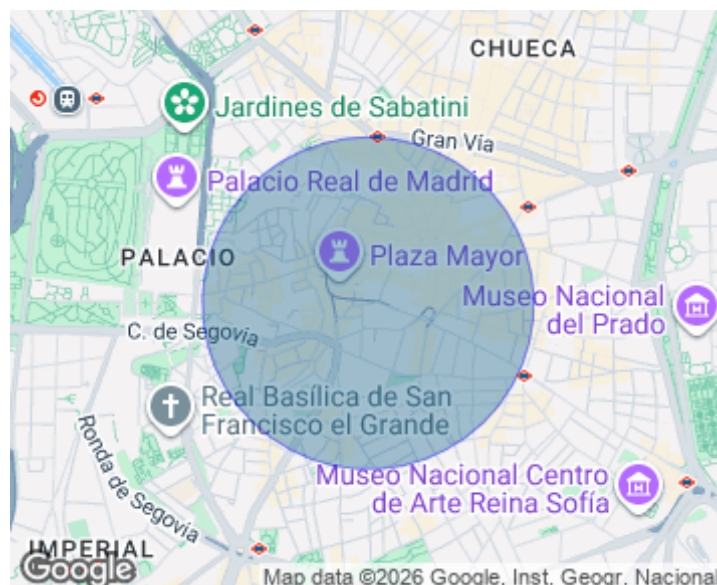 CHUECA
Jardines de Sabatini
Gran Vía
Palacio Real de Madrid
PALACIO
Plaza Mayor
Museo Nacional
del Prado
C. de Segovia
Real Basílica de San
Francisco el Grande
Ronda de Segovia
Museo Nacional Centro
de Arte Reina Sofía
IMPERIAL
Google
Map data ©2026 Google, Inst. Geogr. Nacional